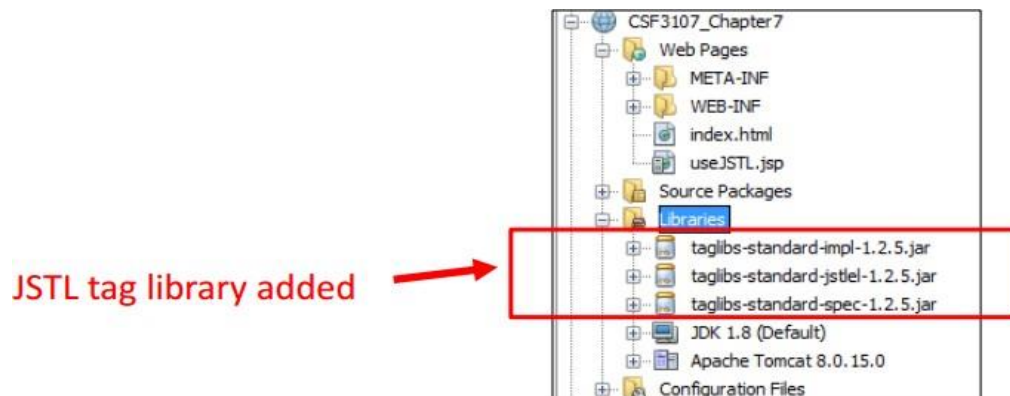 CSF3107_Chapter7
Web Pages
META-INF
WEB-INF
index.html
useJSTL.jsp
Source Packages
Libraries
taglibs-standard-impl-1.2.5.jar
taglibs-standard-jstlel-1.2.5.jar
taglibs-standard-spec-1.2.5.jar
JSTL tag library added
JDK 1.8 (Default)
Apache Tomcat 8.0.15.0
Configuration Files